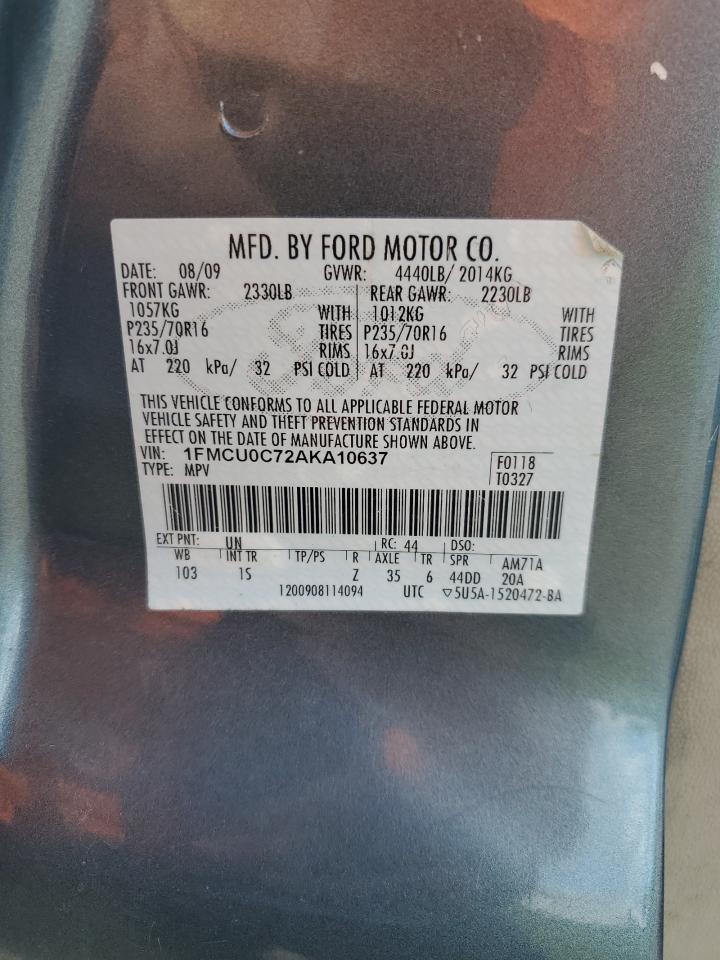 MFD. BY FORD MOTOR CO.
DATE: 08/09 GVWR: 4440LB/ 2014KG
FRONT GAWR: 2330LB REAR GAWR: 2230LB
1057KG WITH 1012KG WITH
P235/70R16 TIRES P235/70R16 TIRES
16x7.0J RIMS 16x7.0J RIMS
AT 220 kPa/ 32 PSI COLD AT 220 kPa/ 32 PSI COLD
Ford
THIS VEHICLE CONFORMS TO ALL APPLICABLE FEDERAL MOTOR
VEHICLE SAFETY AND THEFT PREVENTION STANDARDS IN
EFFECT ON THE DATE OF MANUFACTURE SHOWN ABOVE.
VIN: 1FMCU0C72AKA10637 F0118
TYPE: MPV T0327
EXT PNT: UN RC: 44 DSO:
WB INT TR TP/PS R AXLE TR SPR AM71A
103 1S Z 35 6 44DD 20A
1200908114094 UTC ▽5U5A-1520472-BA